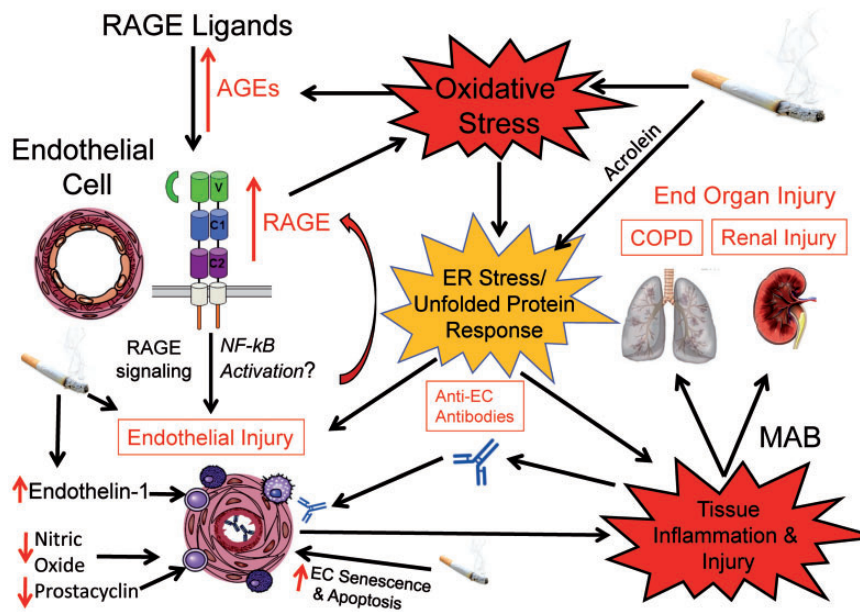 RAGE Ligands
AGEs
Oxidative
Stress
Acrolein
Endothelial
Cell
V
C1
C2
RAGE
End Organ Injury
COPD
Renal Injury
ER Stress/
Unfolded Protein
Response
RAGE
signaling
NF-kB
Activation?
Anti-EC
Antibodies
Endothelial Injury
MAB
Endothelin-1
Nitric
Oxide
Prostacyclin
Tissue
Inflammation &
Injury
EC Senescence
& Apoptosis